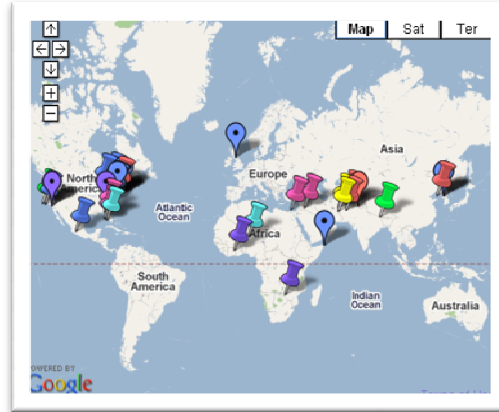 Map Sat Ter
Asia
Europe
North
America
Atlantic
Ocean
Africa
South
America
Indian
Ocean
Australia
POWERED BY
Google